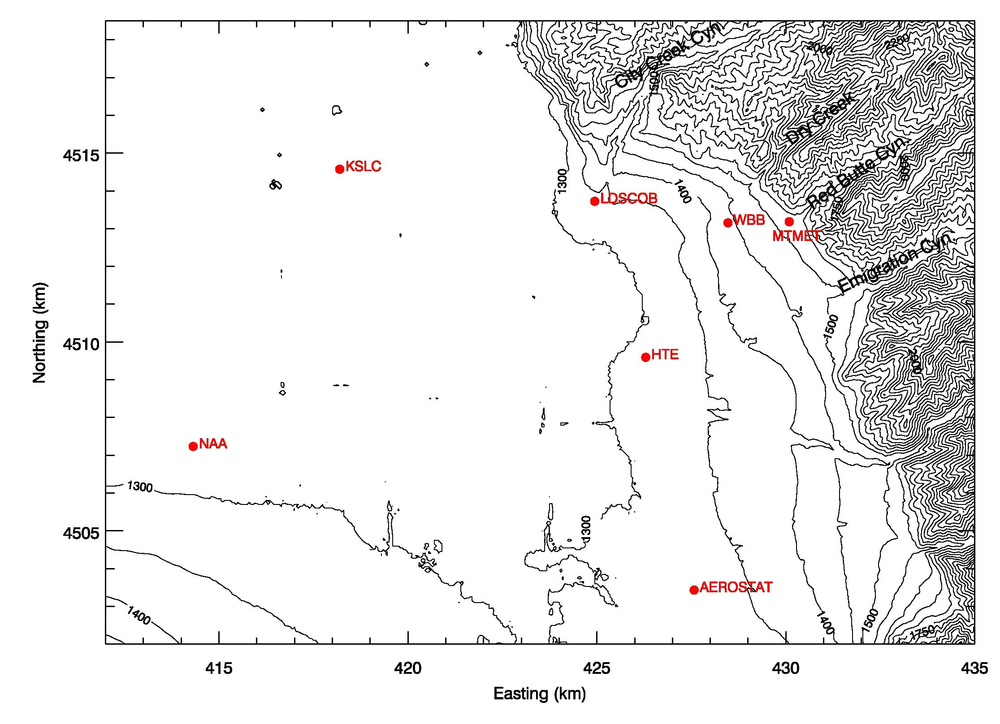 City Creek Cyn.
2000
2250
1500
Dry Creek
4515
KSLC
Red Butte Cyn.
2000
1300
1400
LDSCOB
1750
WBB
MTMET
Emigration Cyn.
1500
Northing (km)
4510
HTE
2000
NAA
1300
4505
1300
AEROSTAT
1400
1400
1500
1750
415
420
425
430
435
Easting (km)